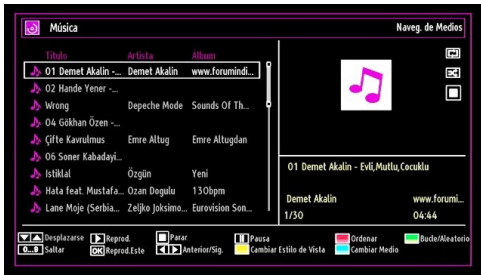 Música Naveg. de Medios
Título Artista Álbum
01 Demet Akalin -... Demet Akalin www.forumindi...
02 Hande Yener -...
Wrong Depeche Mode Sounds Of Th...
04 Gökhan Özen -...
Çifte Kavrulmus Emre Altug Emre Altugdan
06 Soner Kabadayi...
Istiklal Özgün Yeni
Hata feat. Mustafa... Ozan Dogulu 130bpm
Lane Moje (Serbia... Zeljko Joksimo... Eurovision Son...
01 Demet Akalin - Evli,Mutlu,Cocuklu
Demet Akalin www.forumi...
1/30 04:44
Desplazarse Reprod. Parar Pausa Ordenar Bucle/Aleatorio
0...9 Saltar OK Reprod.Este Anterior/Sig. Cambiar Estilo de Vista Cambiar Medio